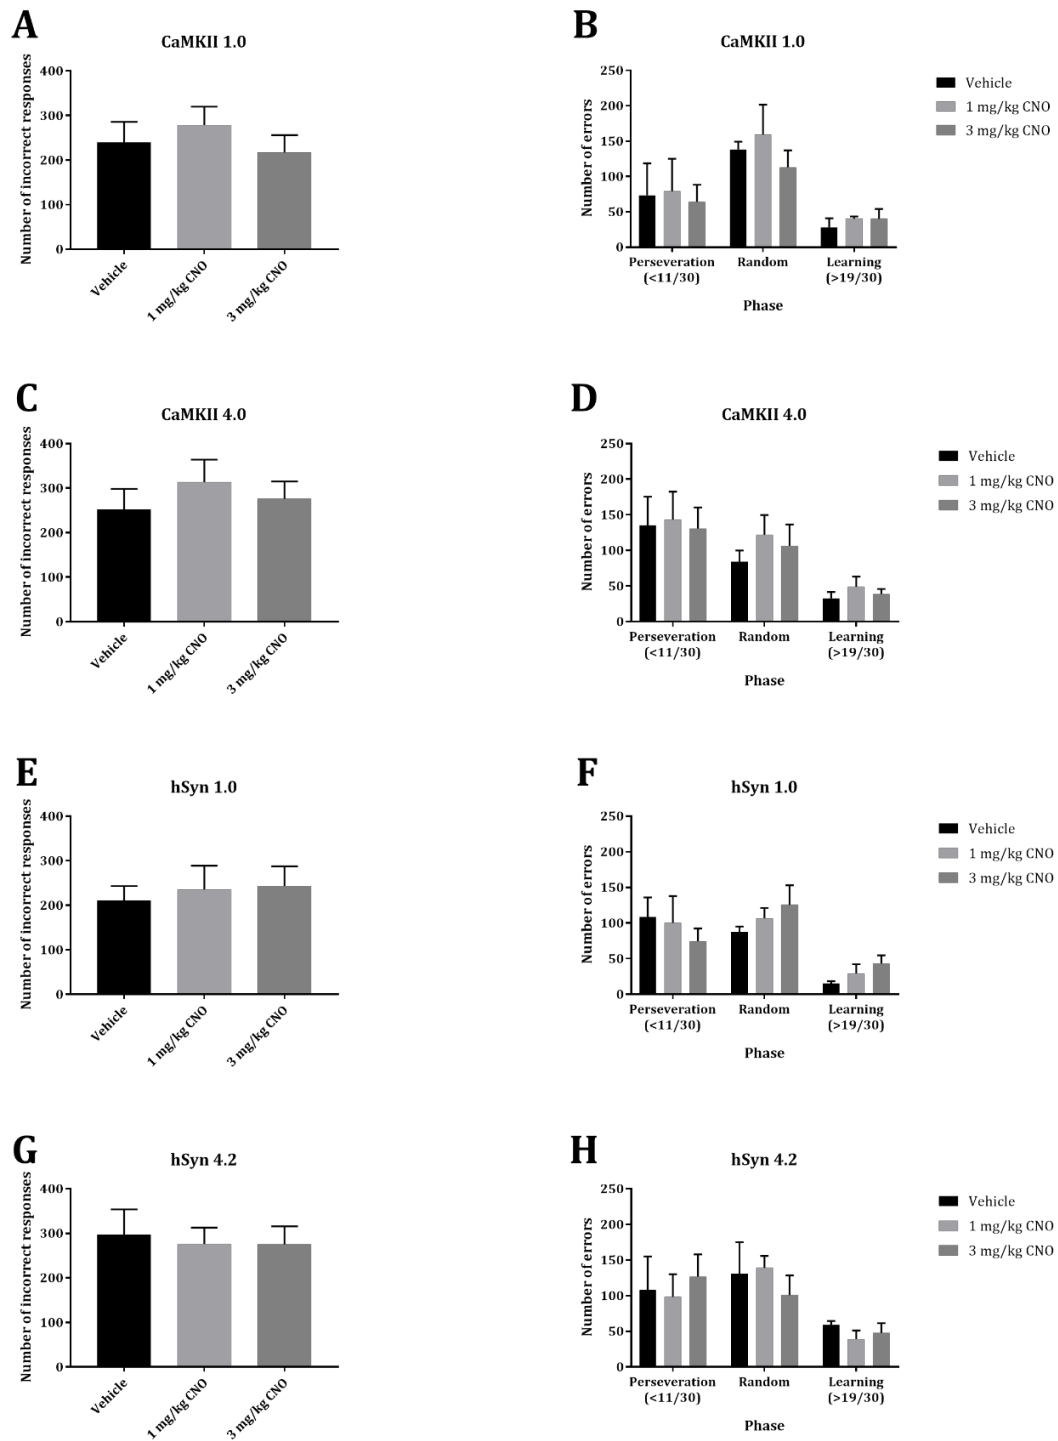 A
CaMKII 1.0
Number of incorrect responses
400
300
200
100
0
Vehicle
1 mg/kg CNO
3 mg/kg CNO
B
CaMKII 1.0
Number of errors
250
200
150
100
50
0
Perseveration
(<11/30)
Random
Learning
(>19/30)
Phase
Vehicle
1 mg/kg CNO
3 mg/kg CNO
C
CaMKII 4.0
Number of incorrect responses
400
300
200
100
0
Vehicle
1 mg/kg CNO
3 mg/kg CNO
D
CaMKII 4.0
Number of errors
250
200
150
100
50
0
Perseveration
(<11/30)
Random
Learning
(>19/30)
Phase
Vehicle
1 mg/kg CNO
3 mg/kg CNO
E
hSyn 1.0
Number of incorrect responses
400
300
200
100
0
Vehicle
1 mg/kg CNO
3 mg/kg CNO
F
hSyn 1.0
Number of errors
250
200
150
100
50
0
Perseveration
(<11/30)
Random
Learning
(>19/30)
Phase
Vehicle
1 mg/kg CNO
3 mg/kg CNO
G
hSyn 4.2
Number of incorrect responses
400
300
200
100
0
Vehicle
1 mg/kg CNO
3 mg/kg CNO
H
hSyn 4.2
Number of errors
250
200
150
100
50
0
Perseveration
(<11/30)
Random
Learning
(>19/30)
Phase
Vehicle
1 mg/kg CNO
3 mg/kg CNO